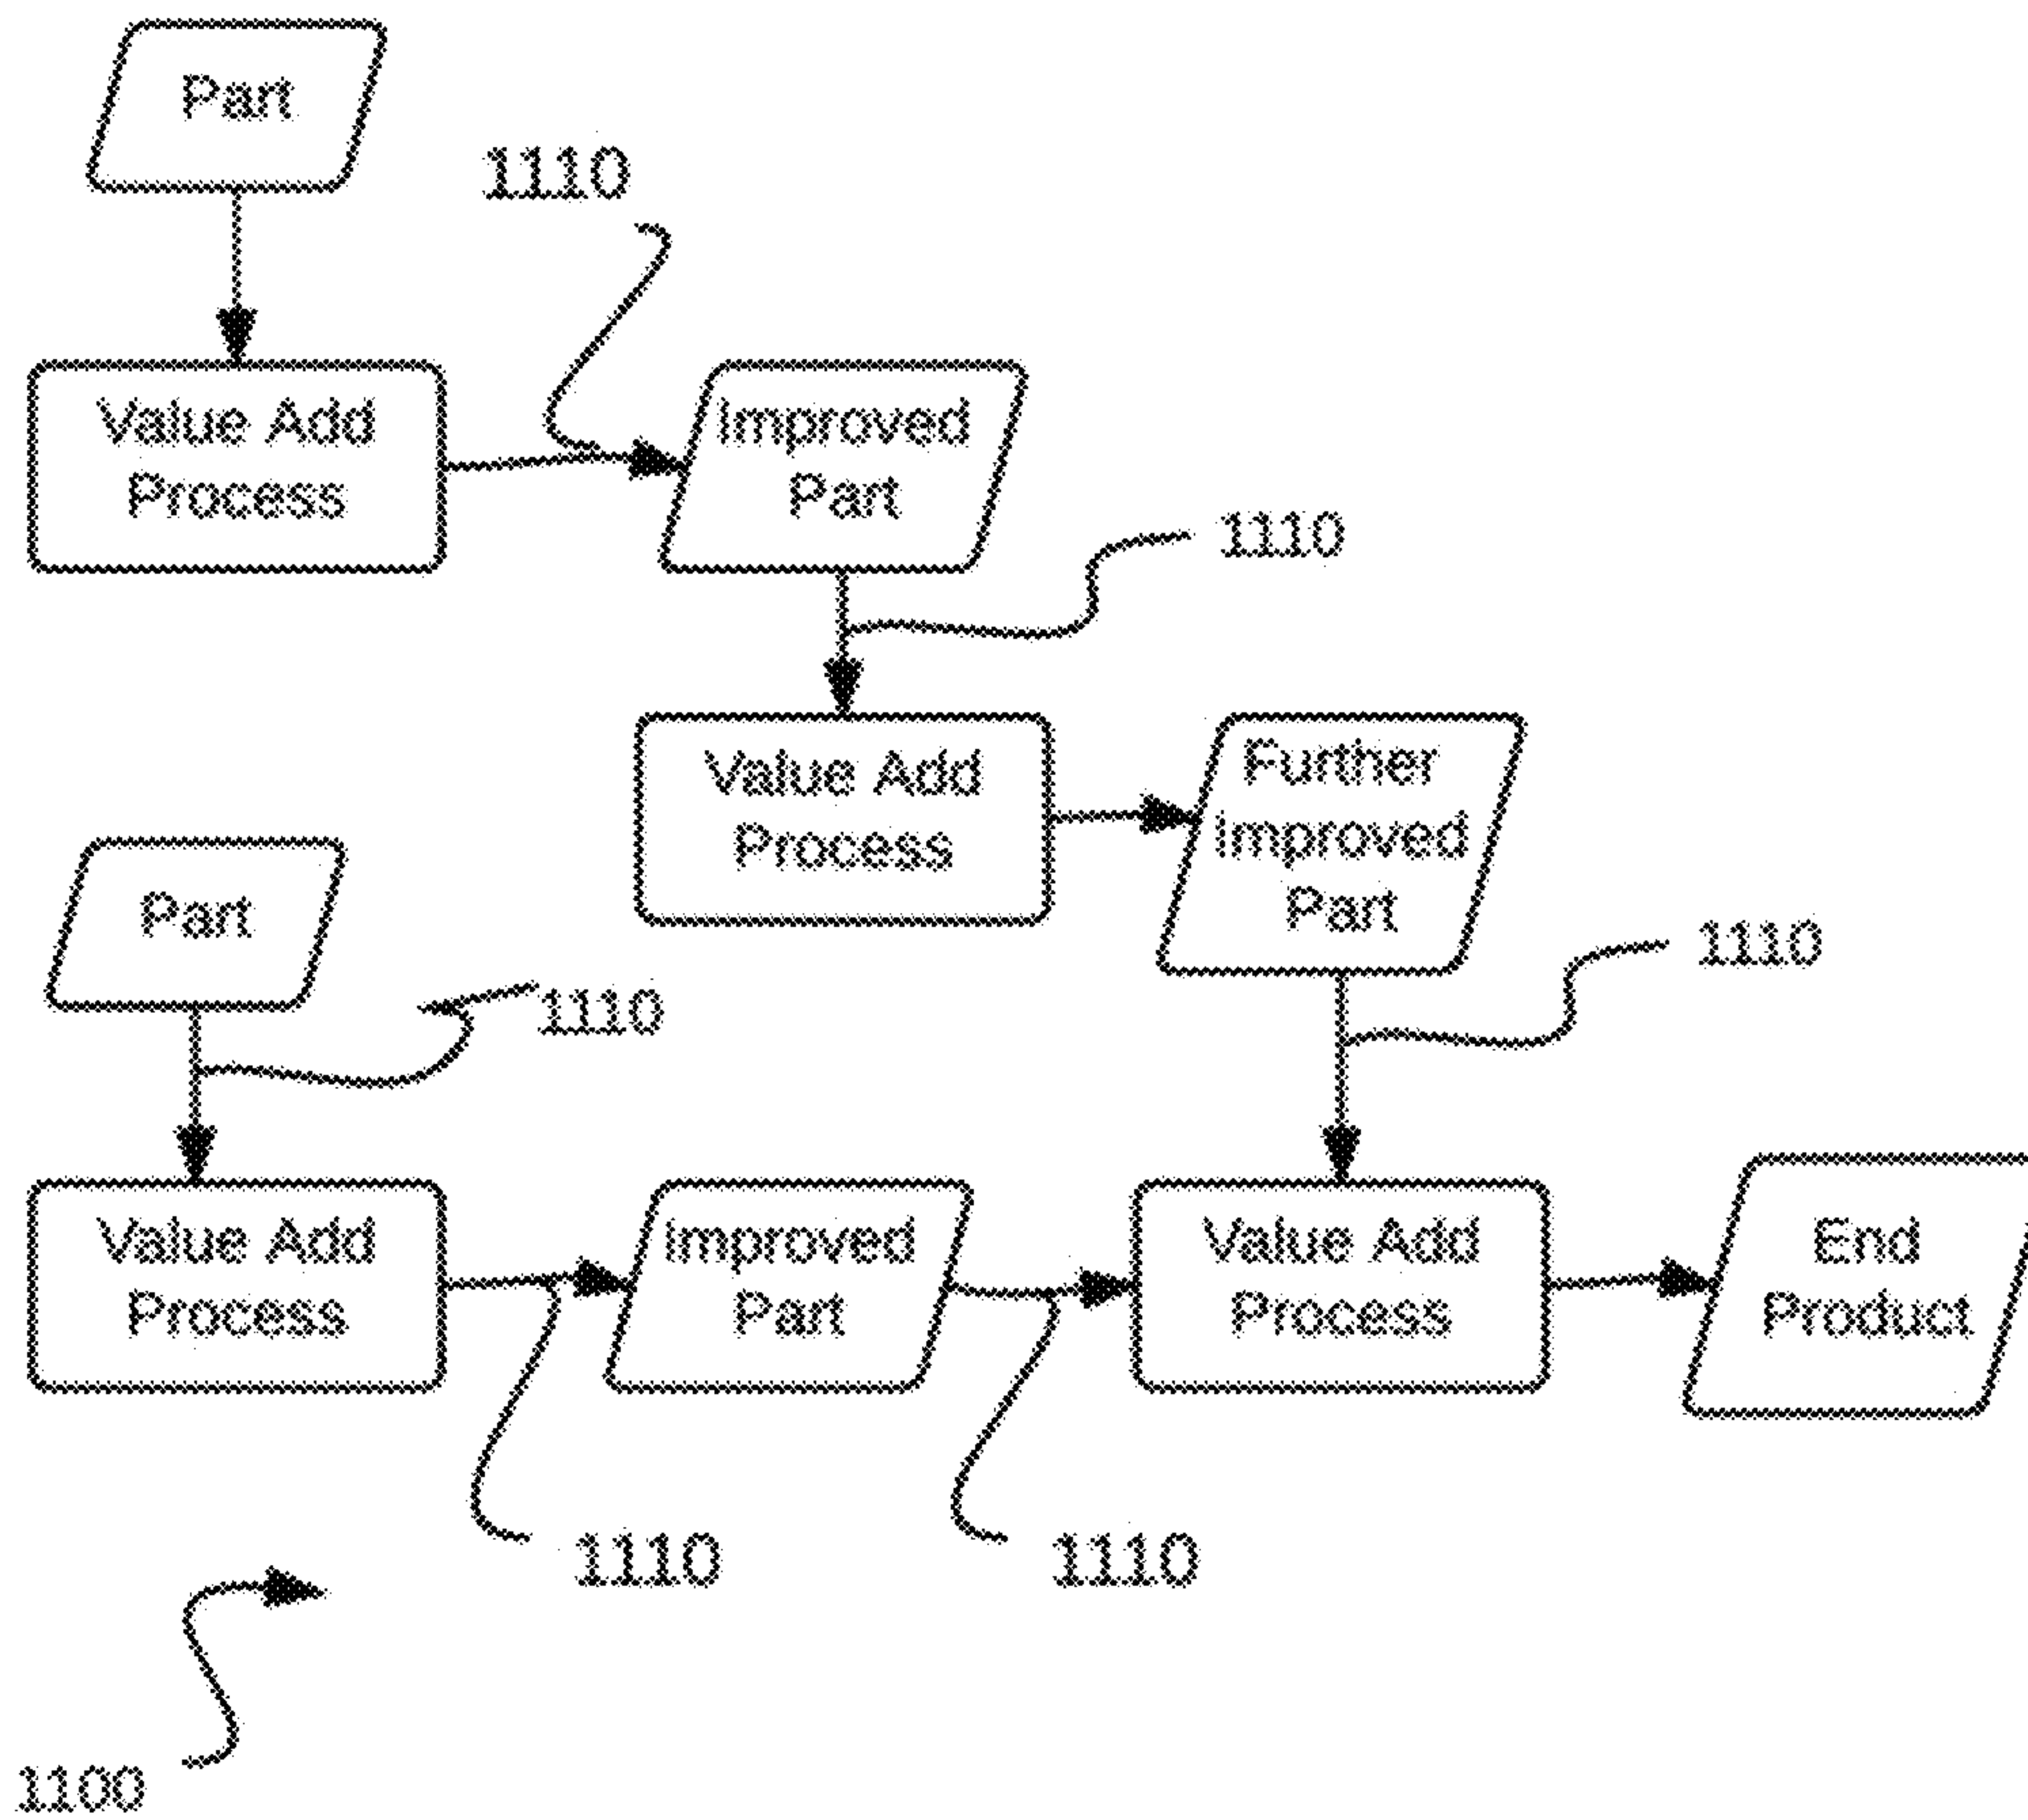 Part
1110
Value Add
Process
Improved
Part
1110
Value Add
Process
Further
Improved
Part
Part
1110
1110
Value Add
Process
Improved
Part
Value Add
Process
End
Product
1110
1110
1100